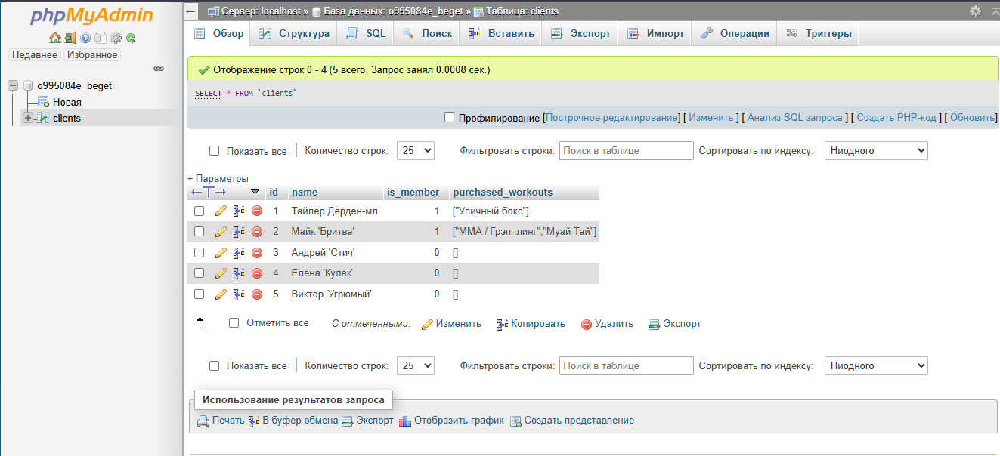 phpMyAdmin
Недавнее Избранное
o995084e_beget
Новая
clients
Сервер: localhost » База данных: o995084e_beget » Таблица: clients
Обзор Структура SQL Поиск Вставить Экспорт Импорт Операции Триггеры
Отображение строк 0 - 4 (5 всего, Запрос занял 0.0008 сек.)
SELECT * FROM `clients`
Профилирование [Построчное редактирование] [ Изменить ] [ Анализ SQL запроса ] [ Создать PHP-код ] [ Обновить]
Показать все Количество строк: 25 Фильтровать строки: Поиск в таблице Сортировать по индексу: Ниодного
+ Параметры
←T→ id name is_member purchased_workouts
1 Тайлер Дёрден-мл. 1 ["Уличный бокс"]
2 Майк 'Бритва' 1 ["ММА / Грэпплинг","Муай Тай"]
3 Андрей 'Стич' 0 []
4 Елена 'Кулак' 0 []
5 Виктор 'Угрюмый' 0 []
Отметить все С отмеченными: Изменить Копировать Удалить Экспорт
Показать все Количество строк: 25 Фильтровать строки: Поиск в таблице Сортировать по индексу: Ниодного
Использование результатов запроса
Печать В буфер обмена Экспорт Отобразить график Создать представление